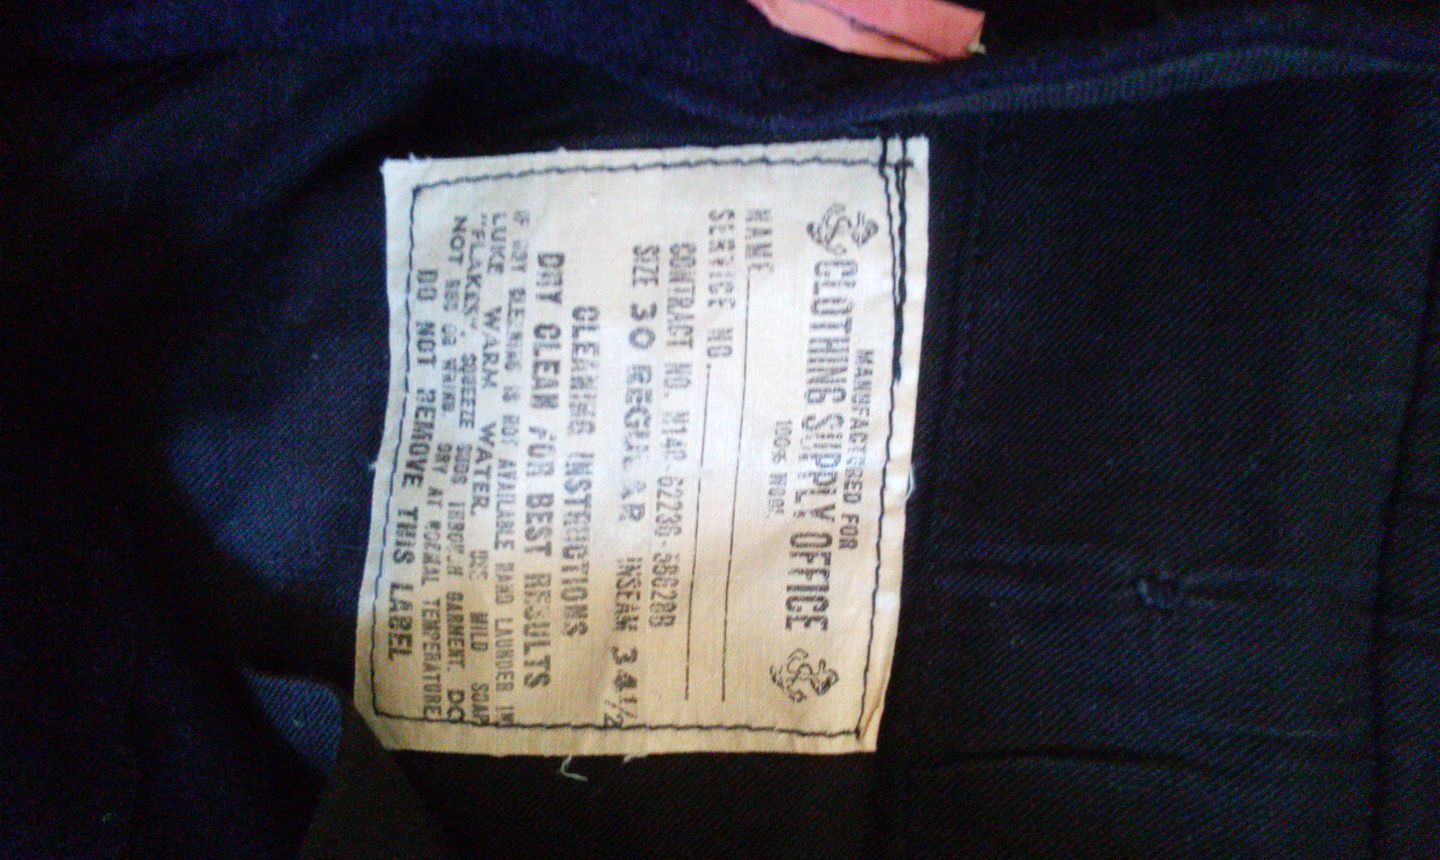 MANUFACTURED FOR
CLOTHING SUPPLY OFFICE
100% WOOL
NAME
SERVICE NO.
CONTRACT NO.
SIZE 30 REGULAR INSEAM 34 1/2
CLEANING INSTRUCTIONS
DRY CLEAN FOR BEST RESULTS
IF DRY CLENING IS NOT AVAILABLE HAND LAUNDER IN
LUKE WARM WATER. USE MILD SOAP
"FLAKES". SQUEEZE SUDS THROUGH GARMENT. DO
NOT RUB OR WRING. DRY AT NORMAL TEMPERATURE
DO NOT REMOVE THIS LABEL